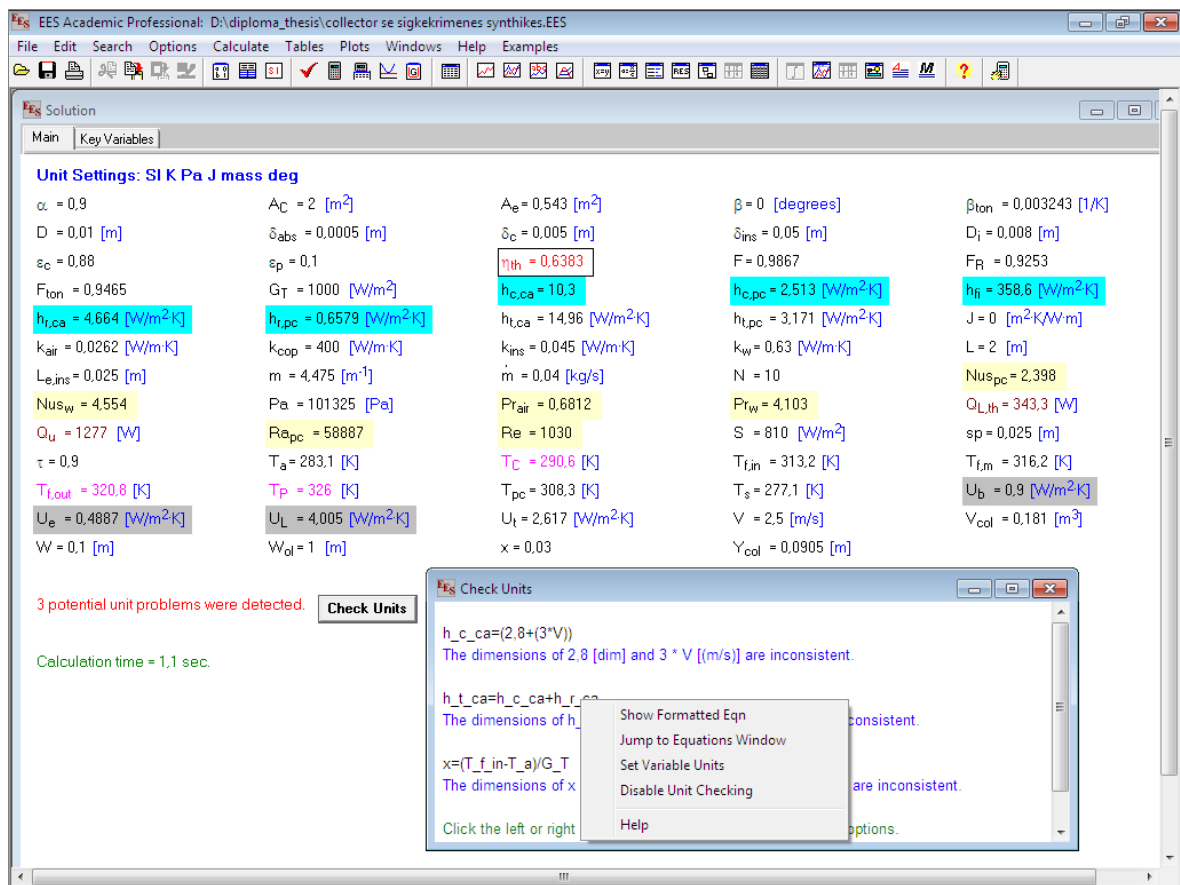 EES Academic Professional: D:\diploma_thesis\collector se sigkekrimenes synthikes.EES
File Edit Search Options Calculate Tables Plots Windows Help Examples
Solution
Main Key Variables
Unit Settings: SI K Pa J mass deg
α = 0,9 A_C = 2 [m²] A_e = 0,543 [m²] β = 0 [degrees] β_ton = 0,003243 [1/K]
D = 0,01 [m] δ_abs = 0,0005 [m] δ_c = 0,005 [m] δ_ins = 0,05 [m] D_i = 0,008 [m]
ε_c = 0,88 ε_p = 0,1 η_th = 0,6383 F = 0,9867 F_R = 0,9253
F_ton = 0,9465 G_T = 1000 [W/m²] h_c,ca = 10,3 h_c,pc = 2,513 [W/m²·K] h_fi = 358,6 [W/m²·K]
h_r,ca = 4,664 [W/m²·K] h_r,pc = 0,6579 [W/m²·K] h_t,ca = 14,96 [W/m²·K] h_t,pc = 3,171 [W/m²·K] J = 0 [m²·K/W·m]
k_air = 0,0262 [W/m·K] k_cop = 400 [W/m·K] k_ins = 0,045 [W/m·K] k_w = 0,63 [W/m·K] L = 2 [m]
L_e,ins = 0,025 [m] m = 4,475 [m⁻¹] ṁ = 0,04 [kg/s] N = 10 Nus_pc = 2,398
Nus_w = 4,554 Pa = 101325 [Pa] Pr_air = 0,6812 Pr_w = 4,103 Q_L,th = 343,3 [W]
Q_u = 1277 [W] Ra_pc = 58887 Re = 1030 S = 810 [W/m²] sp = 0,025 [m]
τ = 0,9 T_a = 283,1 [K] T_C = 290,6 [K] T_f,in = 313,2 [K] T_f,m = 316,2 [K]
T_f,out = 320,8 [K] T_P = 326 [K] T_pc = 308,3 [K] T_s = 277,1 [K] U_b = 0,9 [W/m²·K]
U_e = 0,4887 [W/m²·K] U_L = 4,005 [W/m²·K] U_t = 2,617 [W/m²·K] V = 2,5 [m/s] V_col = 0,181 [m³]
W = 0,1 [m] W_ol = 1 [m] x = 0,03 Y_col = 0,0905 [m]
3 potential unit problems were detected. Check Units
Calculation time = 1,1 sec.
Check Units
h_c_ca=(2,8+(3*V))
The dimensions of 2,8 [dim] and 3 * V [(m/s)] are inconsistent.
h_t_ca=h_c_ca+h_r_ca
The dimensions of h_
x=(T_f_in-T_a)/G_T
The dimensions of x are inconsistent.
Click the left or right
Show Formatted Eqn
Jump to Equations Window
Set Variable Units
Disable Unit Checking
Help